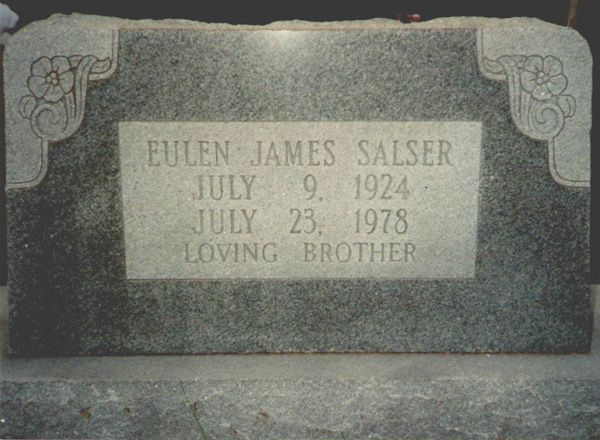 EULEN JAMES SALSER
JULY 9, 1924
JULY 23, 1978
LOVING BROTHER